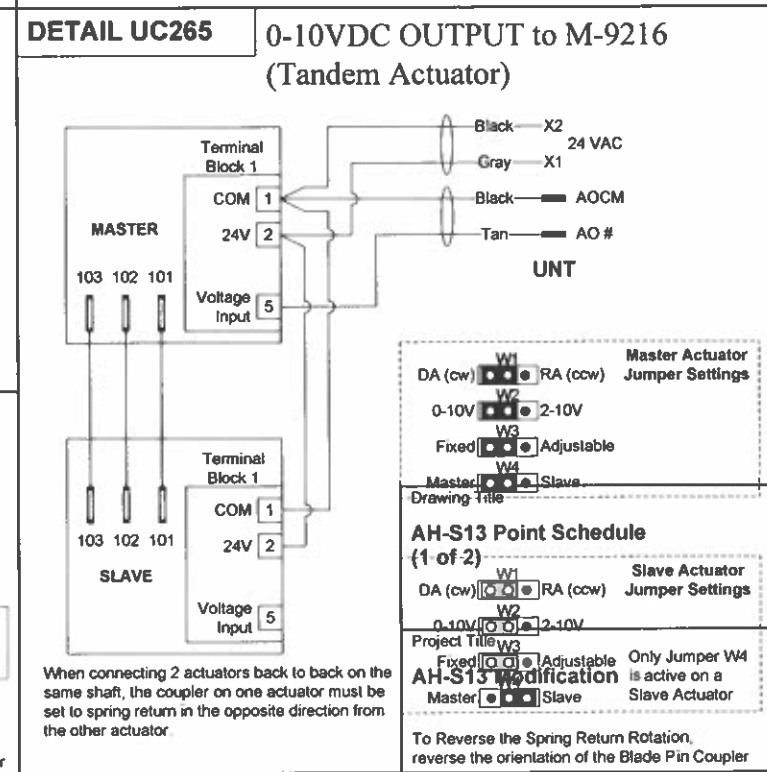 DETAIL UC265
0-10VDC OUTPUT to M-9216
(Tandem Actuator)
Black X2
24 VAC
Gray X1
Black AOCM
Tan AO #
UNT
Terminal
Block 1
COM 1
MASTER
24V 2
103 102 101
Voltage
Input 5
Terminal
Block 1
COM 1
103 102 101
24V 2
SLAVE
Voltage
Input 5
Master Actuator
Jumper Settings
W1
DA (cw) RA (ccw)
W2
0-10V 2-10V
W3
Fixed Adjustable
W4
Master Slave
Drawing Title
AH-S13 Point Schedule
(1 of 2)
Slave Actuator
Jumper Settings
W1
DA (cw) RA (ccw)
W2
0-10V 2-10V
Project Title
W3
Fixed Adjustable
AH-S13 Modification
Master Slave
Only Jumper W4
is active on a
Slave Actuator
When connecting 2 actuators back to back on the
same shaft, the coupler on one actuator must be
set to spring return in the opposite direction from
the other actuator.
To Reverse the Spring Return Rotation,
reverse the orientation of the Blade Pin Coupler
r